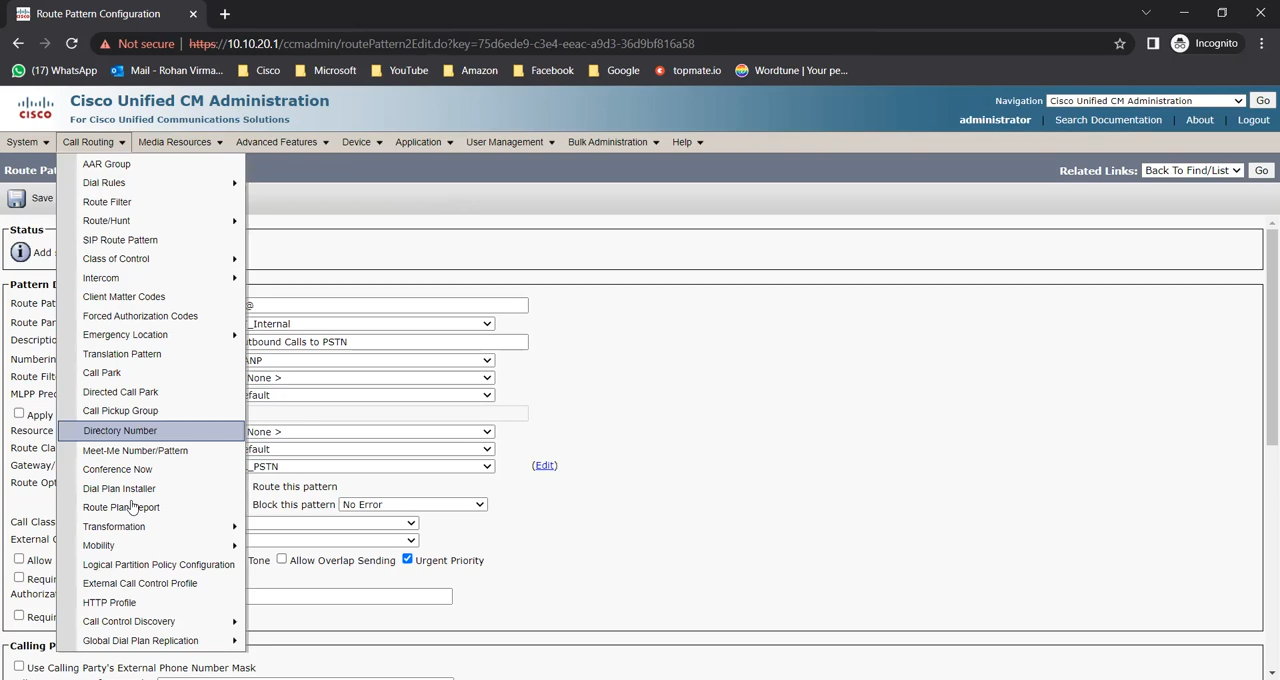 Route Pattern Configuration
Not secure | https://10.10.20.1/ccmadmin/routePattern2Edit.do?key=75d6ede9-c3e4-eeac-a9d3-36d9bf816a58
Incognito
(17) WhatsApp Mail - Rohan Virma... Cisco Microsoft YouTube Amazon Facebook Google topmate.io Wordtune | Your pe...
CISCO
Cisco Unified CM Administration
For Cisco Unified Communications Solutions
Navigation Cisco Unified CM Administration Go
administrator | Search Documentation | About | Logout
System Call Routing Media Resources Advanced Features Device Application User Management Bulk Administration Help
Route Pat
Related Links: Back To Find/List Go
Save
AAR Group
Dial Rules
Route Filter
Route/Hunt
SIP Route Pattern
Class of Control
Intercom
Client Matter Codes
Forced Authorization Codes
Emergency Location
Translation Pattern
Call Park
Directed Call Park
Call Pickup Group
Directory Number
Meet-Me Number/Pattern
Conference Now
Dial Plan Installer
Route Plan Report
Transformation
Mobility
Logical Partition Policy Configuration
External Call Control Profile
HTTP Profile
Call Control Discovery
Global Dial Plan Replication
Status
Add
Pattern D
Route Pat @
Route Par _Internal
Descriptio utbound Calls to PSTN
Numbering ANP
Route Filt None >
MLPP Prec efault
Apply
Resource None >
Route Cla efault
Gateway/ _PSTN (Edit)
Route Opt Route this pattern
Block this pattern No Error
Call Class
External C
Allow Tone Allow Overlap Sending Urgent Priority
Requi
Authoriza
Requi
Calling P
Use Calling Party's External Phone Number Mask